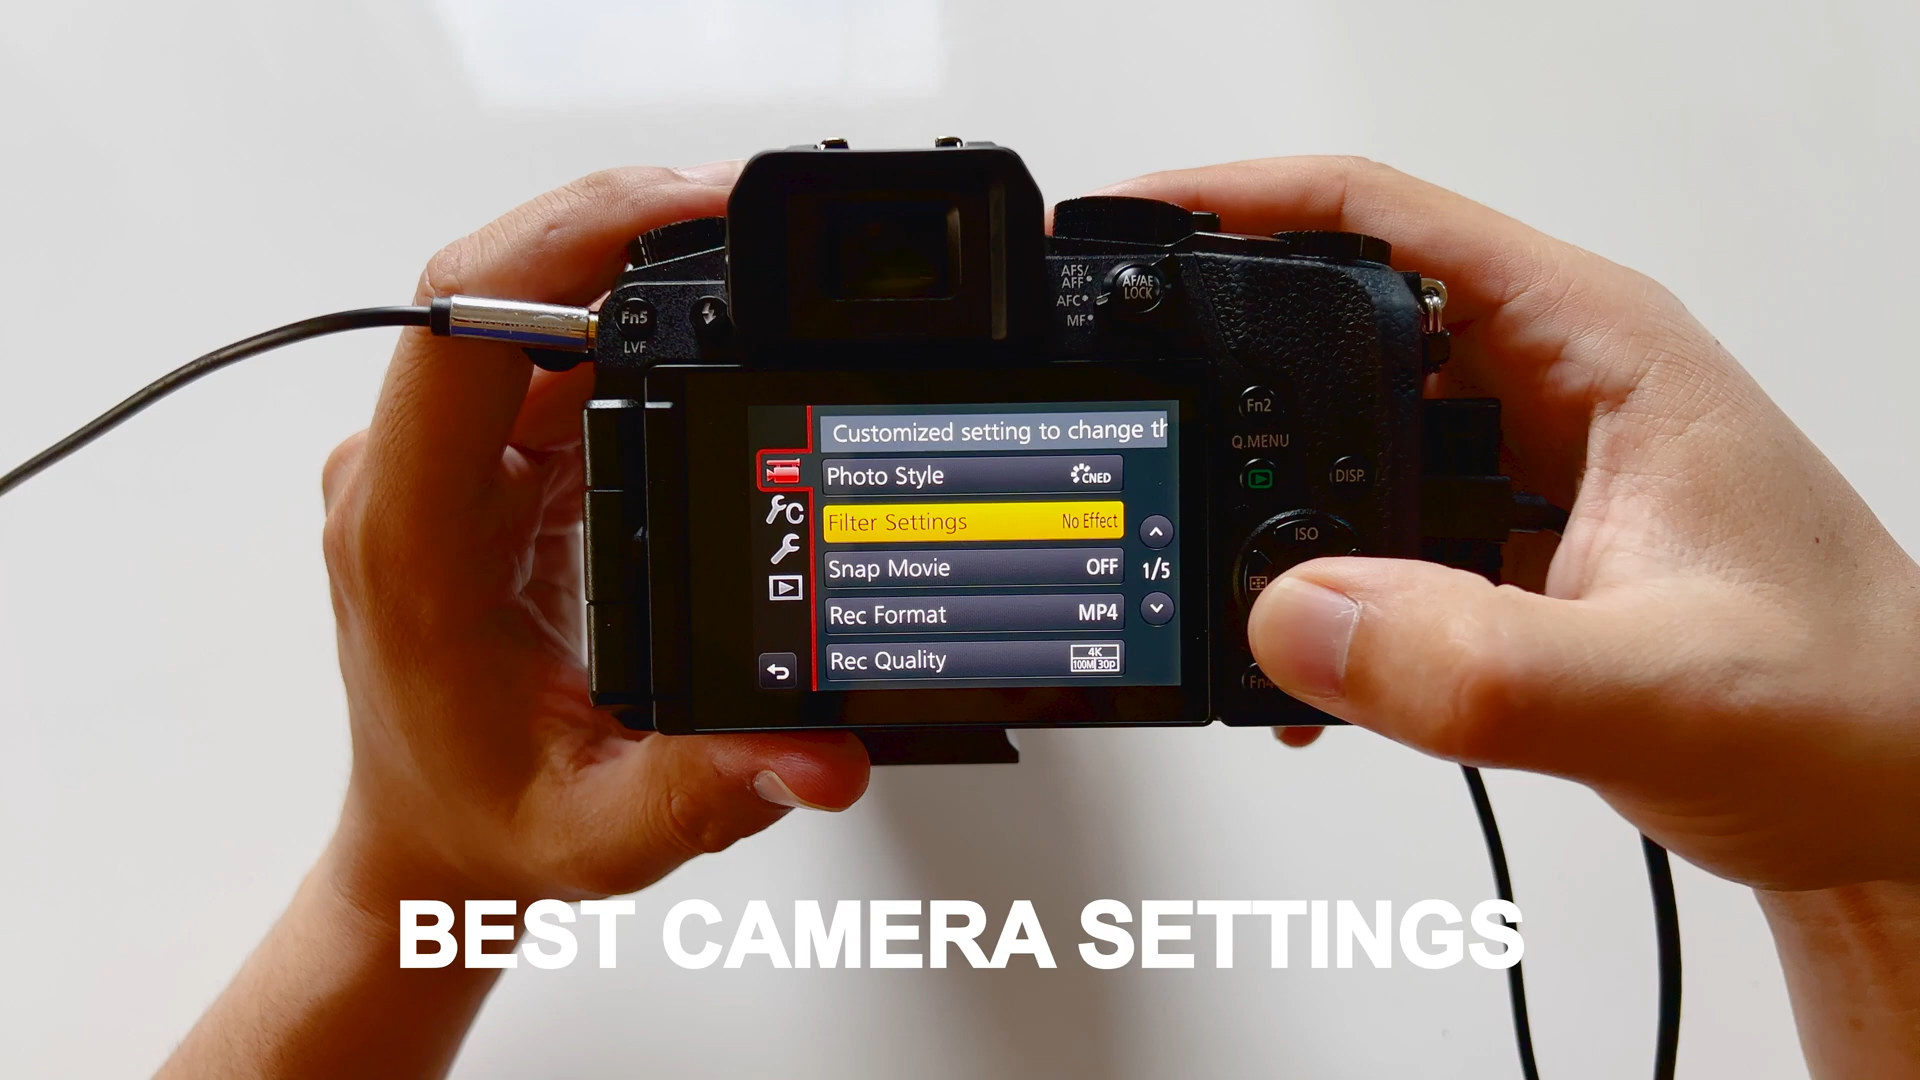 AFS/
AFF
AFC
MF
AF/AE
LOCK
Fn5
LVF
Fn2
Q.MENU
DISP.
ISO
Fn4
Customized setting to change th
Photo Style CNED
Filter Settings No Effect
Snap Movie OFF
1/5
Rec Format MP4
Rec Quality 4K 100M 30p
C
BEST CAMERA SETTINGS